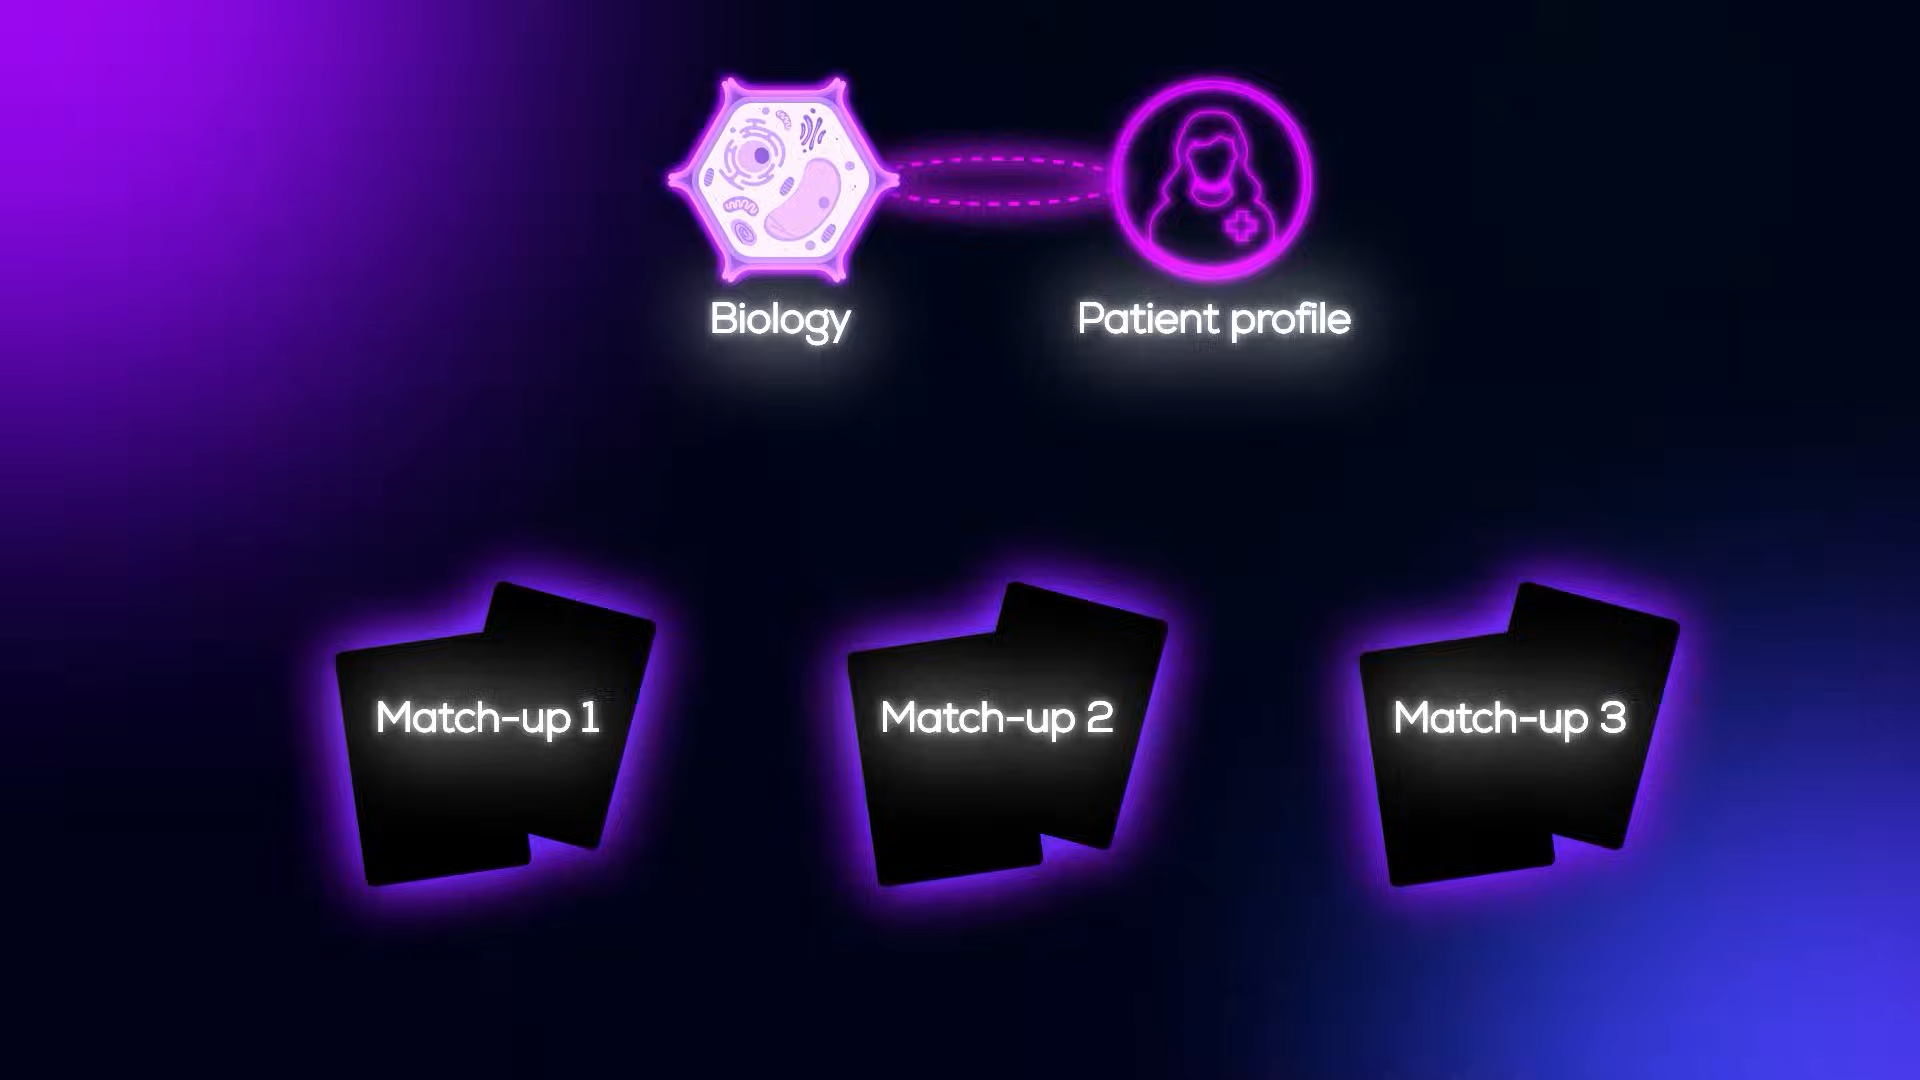 Biology
Patient profile
Match-up 1
Match-up 2
Match-up 3